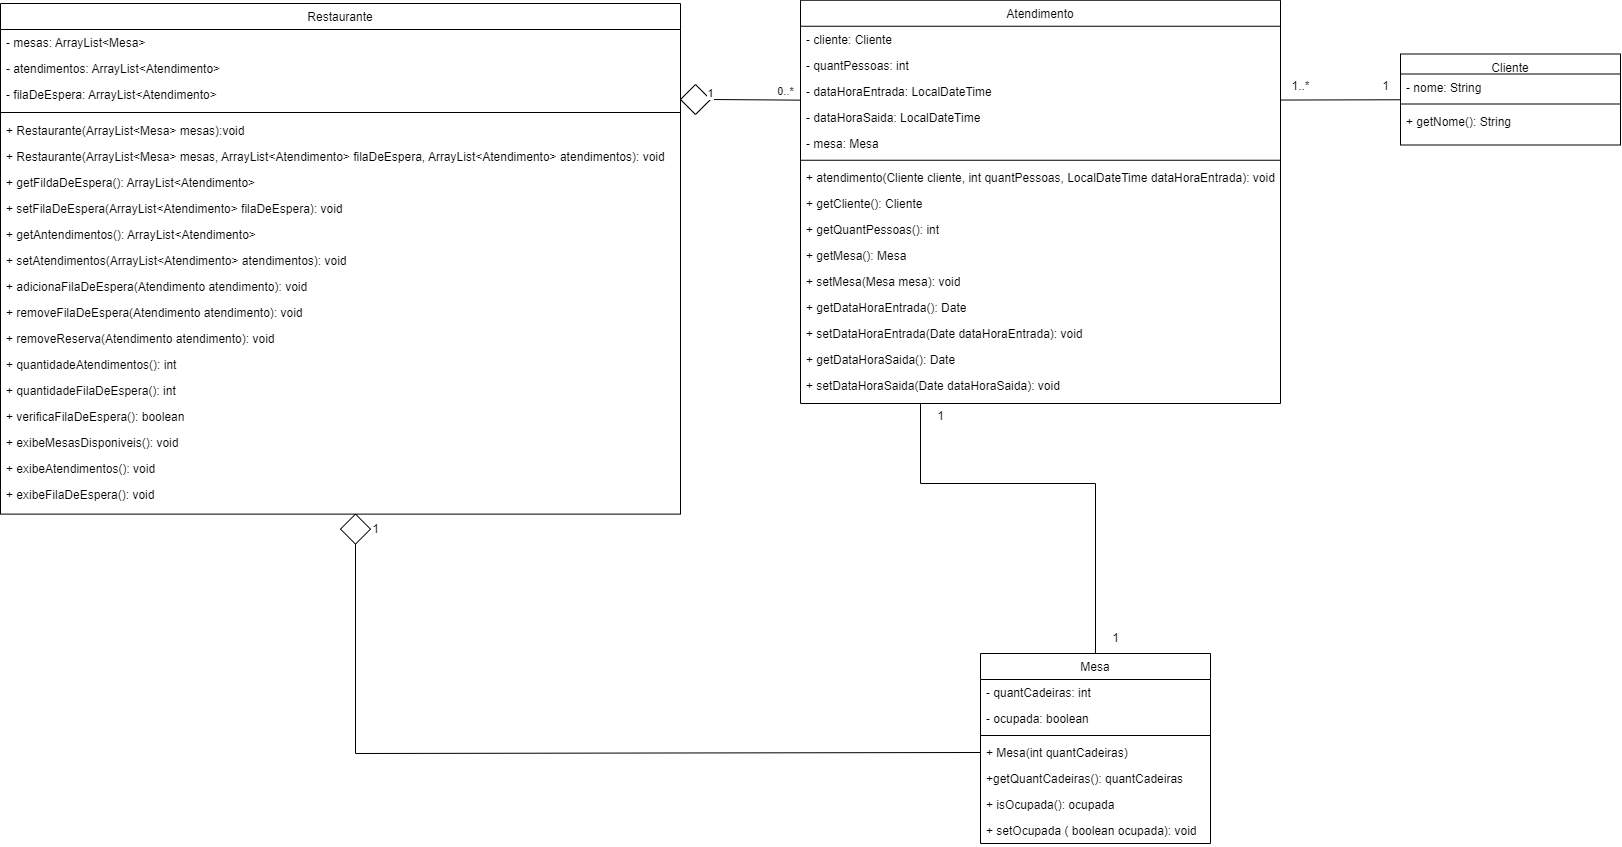 Restaurante
- mesas: ArrayList<Mesa>
- atendimentos: ArrayList<Atendimento>
- filaDeEspera: ArrayList<Atendimento>
+ Restaurante(ArrayList<Mesa> mesas):void
+ Restaurante(ArrayList<Mesa> mesas, ArrayList<Atendimento> filaDeEspera, ArrayList<Atendimento> atendimentos): void
+ getFildaDeEspera(): ArrayList<Atendimento>
+ setFilaDeEspera(ArrayList<Atendimento> filaDeEspera): void
+ getAntendimentos(): ArrayList<Atendimento>
+ setAtendimentos(ArrayList<Atendimento> atendimentos): void
+ adicionaFilaDeEspera(Atendimento atendimento): void
+ removeFilaDeEspera(Atendimento atendimento): void
+ removeReserva(Atendimento atendimento): void
+ quantidadeAtendimentos(): int
+ quantidadeFilaDeEspera(): int
+ verificaFilaDeEspera(): boolean
+ exibeMesasDisponiveis(): void
+ exibeAtendimentos(): void
+ exibeFilaDeEspera(): void
1
0..*
1
Atendimento
- cliente: Cliente
- quantPessoas: int
- dataHoraEntrada: LocalDateTime
- dataHoraSaida: LocalDateTime
- mesa: Mesa
+ atendimento(Cliente cliente, int quantPessoas, LocalDateTime dataHoraEntrada): void
+ getCliente(): Cliente
+ getQuantPessoas(): int
+ getMesa(): Mesa
+ setMesa(Mesa mesa): void
+ getDataHoraEntrada(): Date
+ setDataHoraEntrada(Date dataHoraEntrada): void
+ getDataHoraSaida(): Date
+ setDataHoraSaida(Date dataHoraSaida): void
1..*
1
1
1
Cliente
- nome: String
+ getNome(): String
Mesa
- quantCadeiras: int
- ocupada: boolean
+ Mesa(int quantCadeiras)
+getQuantCadeiras(): quantCadeiras
+ isOcupada(): ocupada
+ setOcupada ( boolean ocupada): void